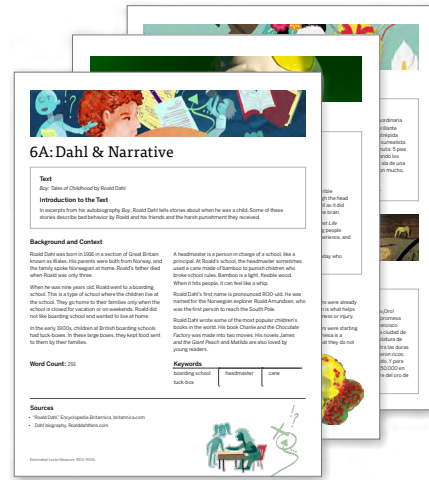 6A: Dahl & Narrative
Text
Boy: Tales of Childhood by Roald Dahl
Introduction to the Text
In excerpts from his autobiography Boy, Roald Dahl tells stories about when he was a child. Some of these
stories describe bad behavior by Roald and his friends and the harsh punishment they received.
Background and Context
Roald Dahl was born in 1916 in a section of Great Britain
known as Wales. His parents were both from Norway, and
the family spoke Norwegian at home. Roald's father died
when Roald was only three.
When he was nine years old, Roald went to a boarding
school. This is a type of school where the children live at
the school. They go home to their families only when the
school is closed for vacation or on weekends. Roald did
not like boarding school and wanted to live at home.
In the early 1900s, children at British boarding schools
had tuck-boxes. In these large boxes, they kept food sent
to them by their families.
Word Count: 291
A headmaster is a person in charge of a school, like a
principal. At Roald's school, the headmaster sometimes
used a cane made of bamboo to punish children who
broke school rules. Bamboo is a light, flexible wood.
When it hits people, it can feel like a whip.
Roald Dahl's first name is pronounced ROO-uld. He was
named for the Norwegian explorer Roald Amundsen, who
was the first person to reach the South Pole.
Roald Dahl wrote some of the most popular children's
books in the world. His book Charlie and the Chocolate
Factory was made into two movies. His novels James
and the Giant Peach and Matilda are also loved by
young readers.
Keywords
boarding school headmaster cane
tuck-box
Sources
• "Roald Dahl," Encyclopedia Britannica, britannica.com
• Dahl biography, Roalddahlfans.com